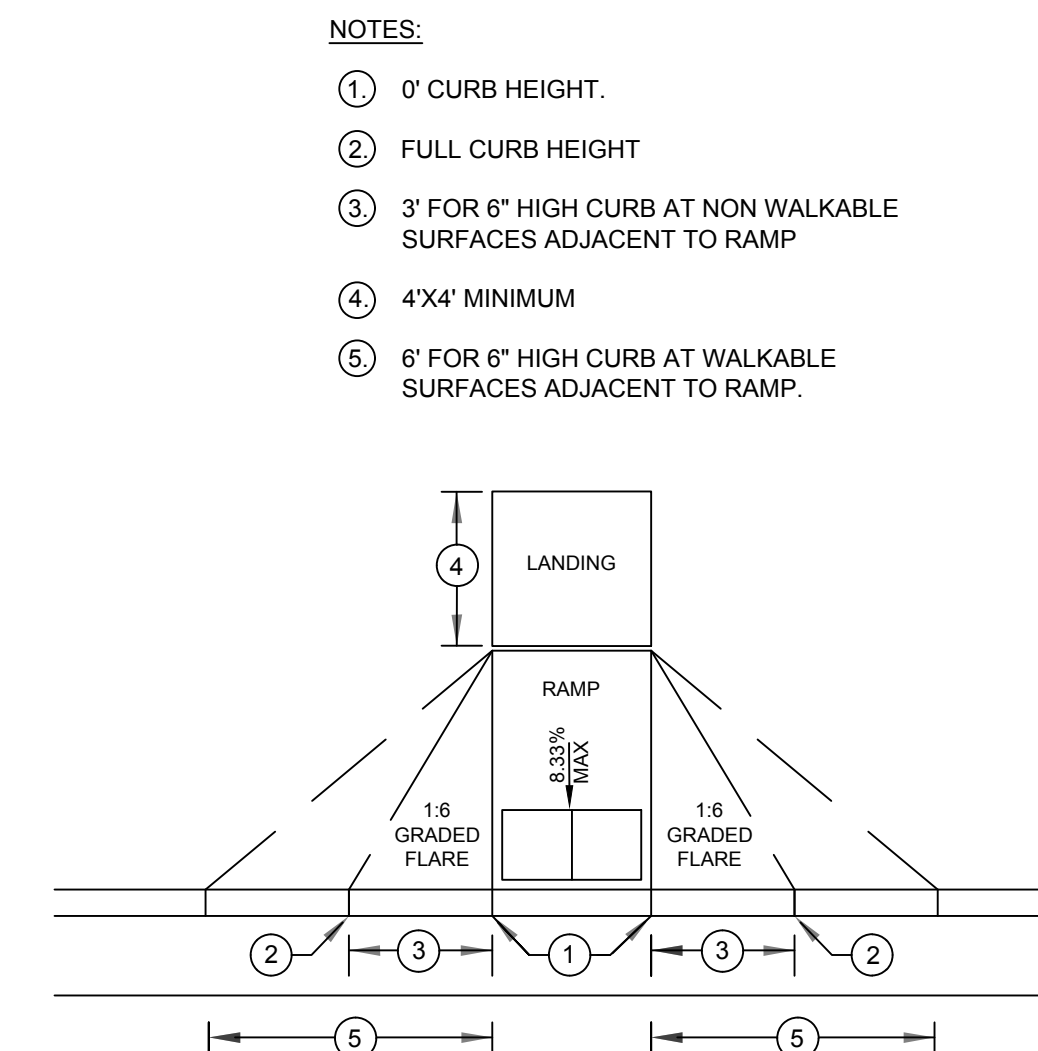 NOTES:
1. 0' CURB HEIGHT.
2. FULL CURB HEIGHT
3. 3' FOR 6" HIGH CURB AT NON WALKABLE
SURFACES ADJACENT TO RAMP
4. 4'X4' MINIMUM
5. 6' FOR 6" HIGH CURB AT WALKABLE
SURFACES ADJACENT TO RAMP.
4
LANDING
RAMP
8.33%
MAX
1:6
GRADED
FLARE
1:6
GRADED
FLARE
2
3
1
3
2
5
5